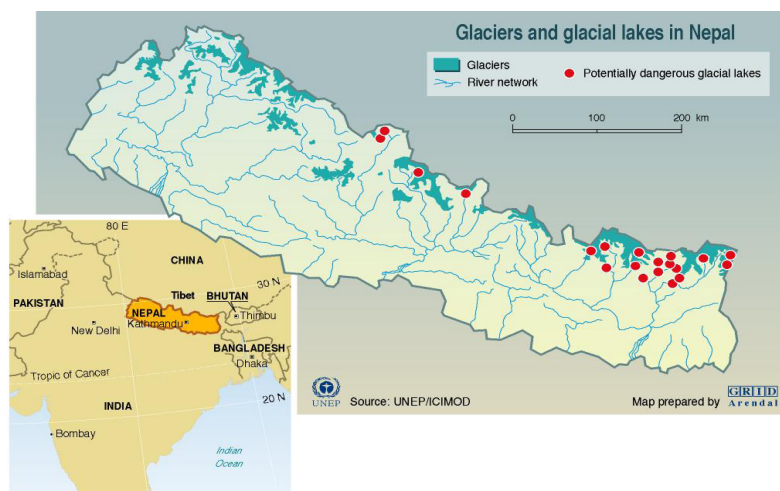 Glaciers and glacial lakes in Nepal
Glaciers
River network
Potentially dangerous glacial lakes
0 100 200 km
80 E
CHINA
Islamabad
30 N
Tibet
BHUTAN
PAKISTAN
NEPAL
Kathmandu
Thimbu
New Delhi
BANGLADESH
Dhaka
Tropic of Cancer
20 N
INDIA
Bombay
Indian
Ocean
UNEP
Source: UNEP/ICIMOD
Map prepared by
GRID
Arendal